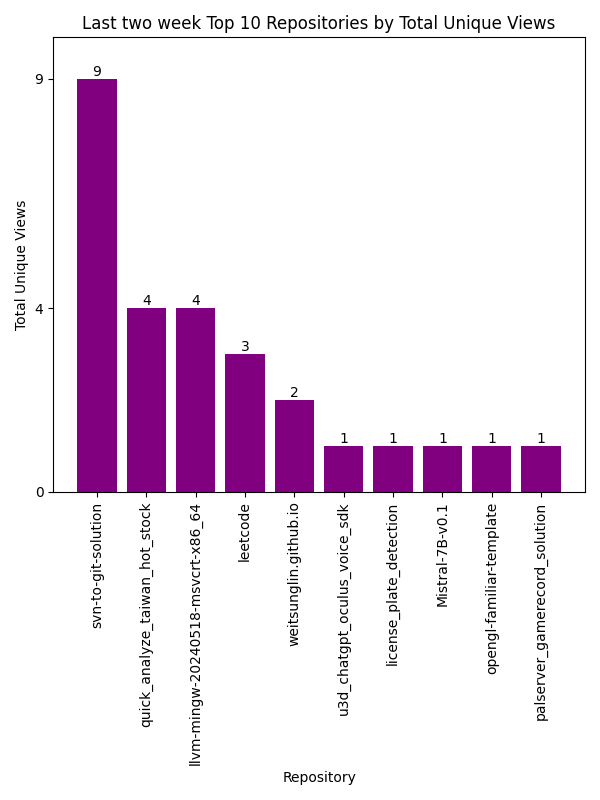 Last two week Top 10 Repositories by Total Unique Views
Total Unique Views
9
4
0
9
4
4
3
2
1
1
1
1
1
svn-to-git-solution
quick_analyze_taiwan_hot_stock
llvm-mingw-20240518-msvcrt-x86_64
leetcode
weitsunglin.github.io
u3d_chatgpt_oculus_voice_sdk
license_plate_detection
Mistral-7B-v0.1
opengl-familiar-template
palserver_gamerecord_solution
Repository